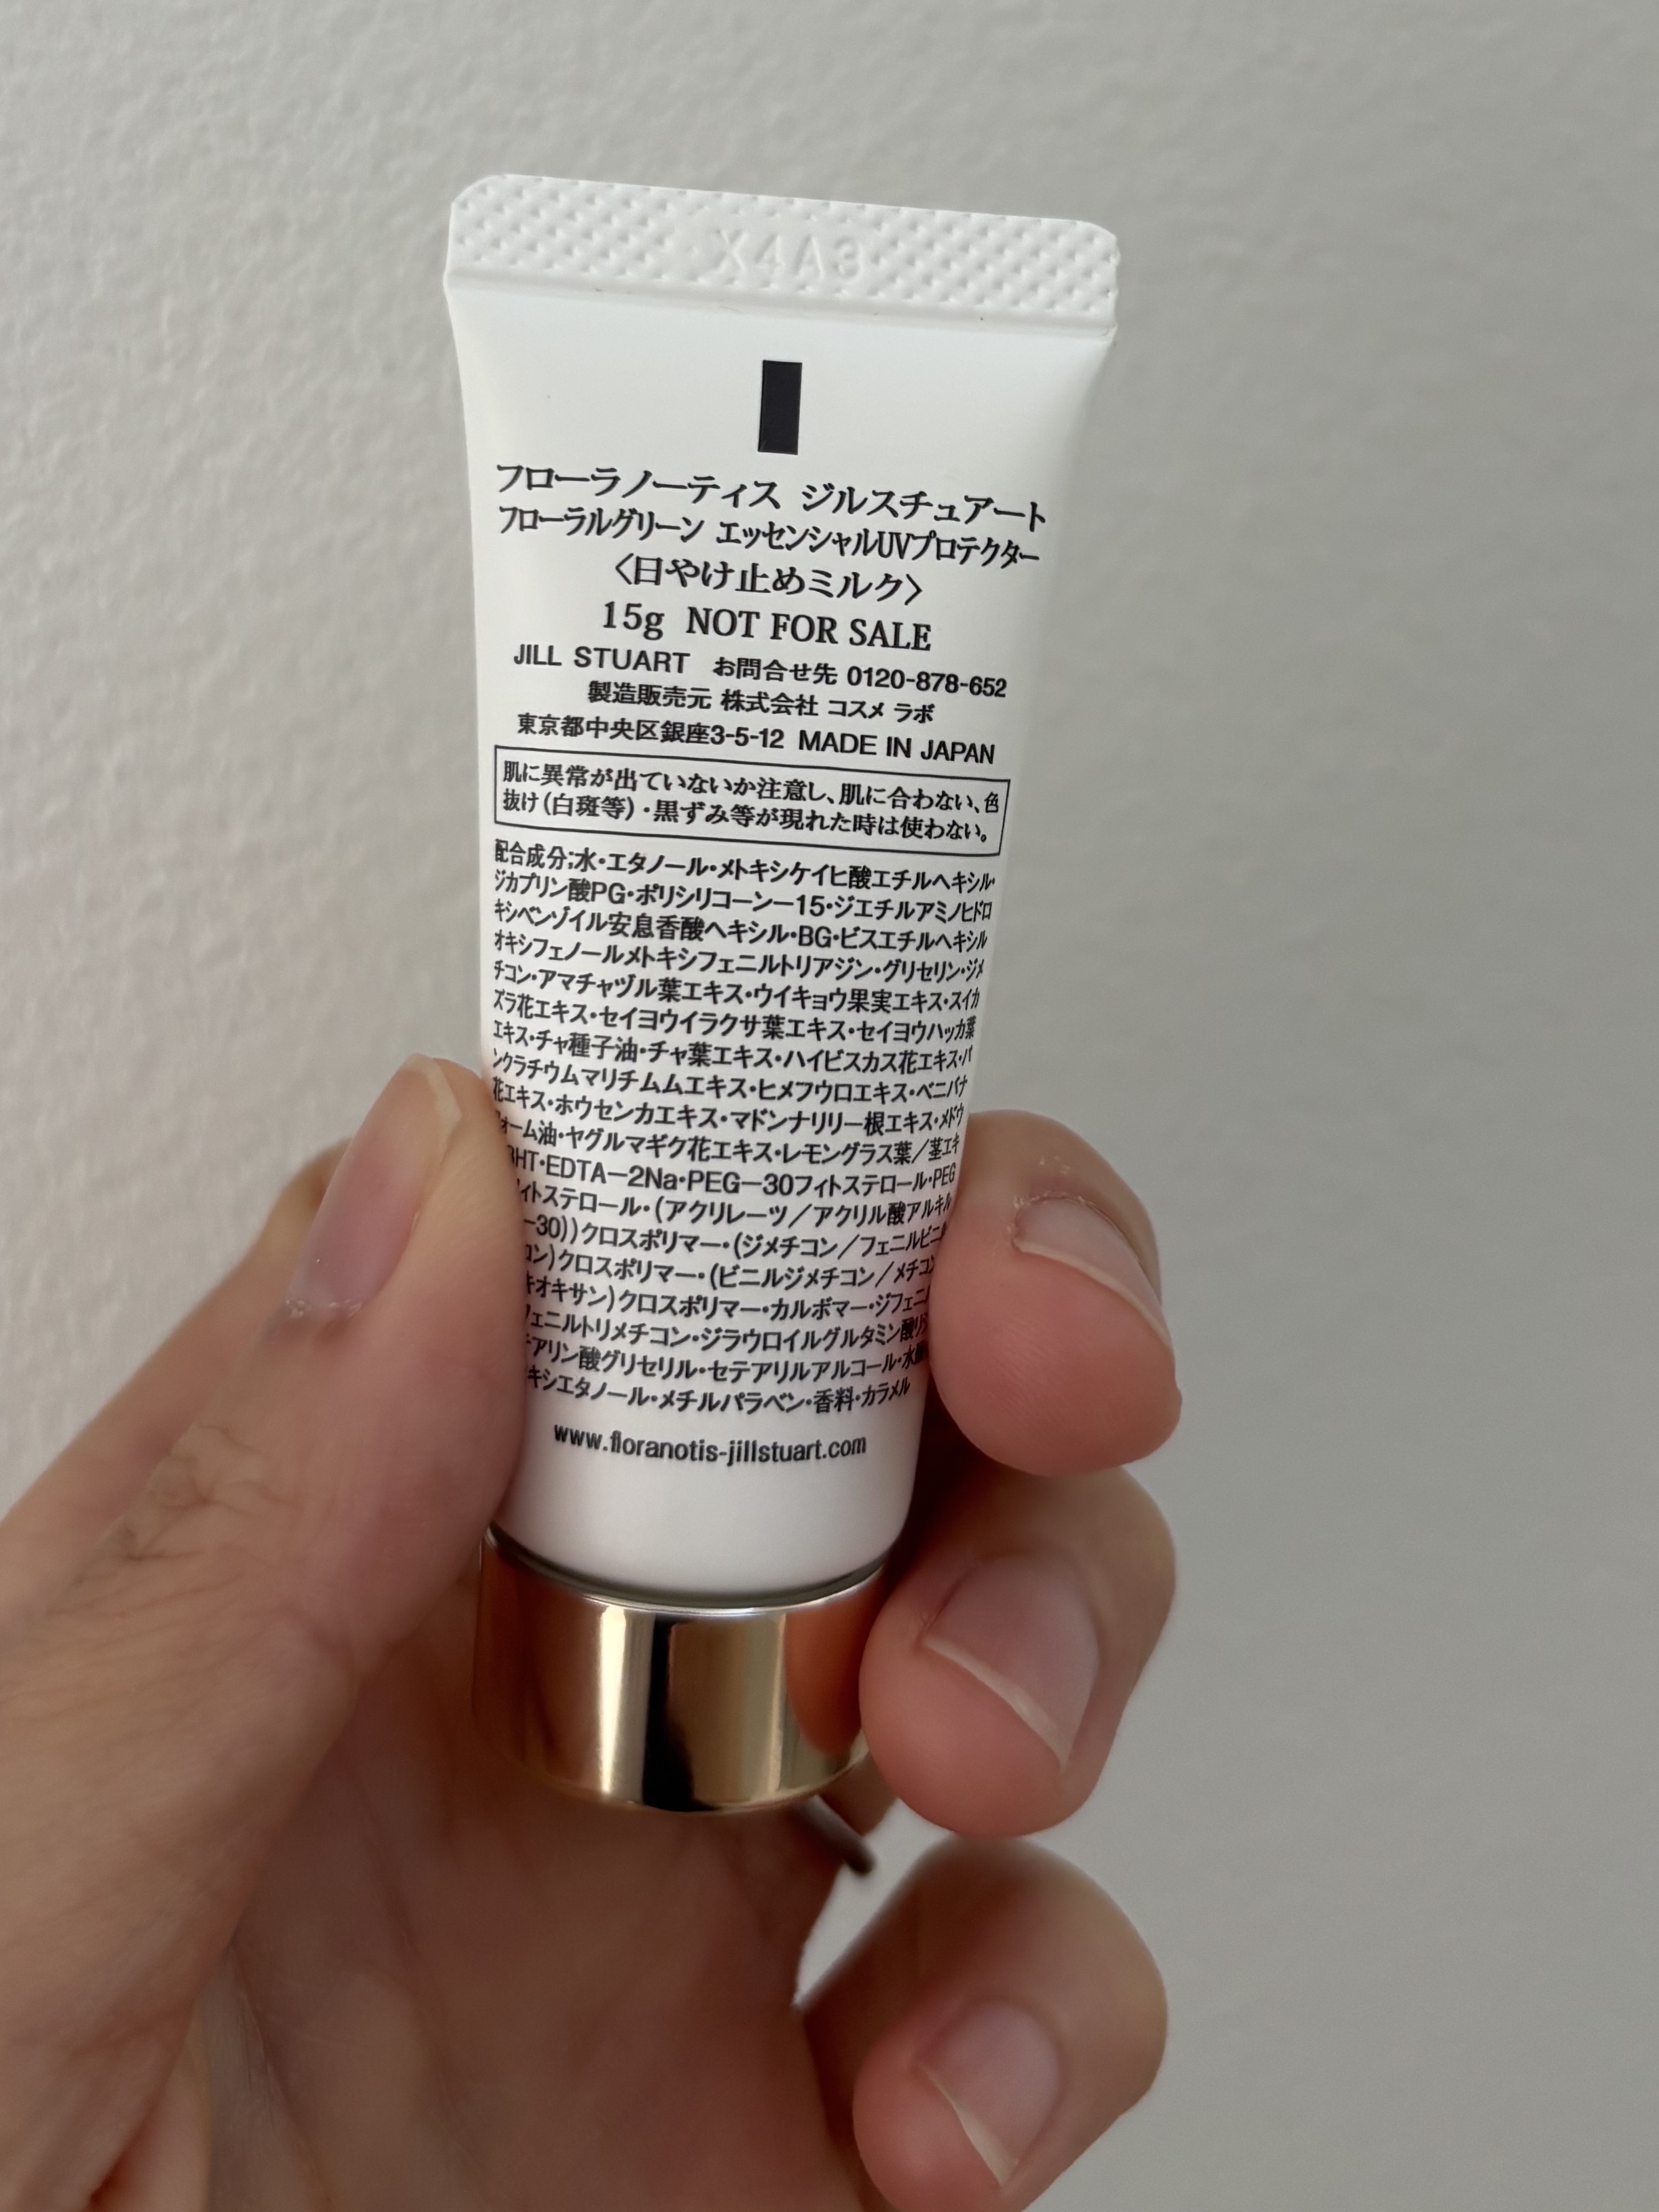 フローラノーティス ジルスチュアート
フローラルグリーン エッセンシャルUVプロテクター
〈日やけ止めミルク〉
15g NOT FOR SALE
JILL STUART お問合せ先 0120-878-652
製造販売元 株式会社 コスメ ラボ
東京都中央区銀座3-5-12 MADE IN JAPAN
肌に異常が出ていないか注意し、肌に合わない、色
抜け(白斑等)・黒ずみ等が現れた時は使わない。
配合成分;水・エタノール・メトキシケイヒ酸エチルヘキシル・
ジカプリン酸PG・ポリシリコーン―15・ジエチルアミノヒドロ
キシベンゾイル安息香酸ヘキシル・BG・ビスエチルヘキシル
オキシフェノールメトキシフェニルトリアジン・グリセリン・ジメ
チコン・アマチャヅル葉エキス・ウイキョウ果実エキス・スイカ
ズラ花エキス・セイヨウイラクサ葉エキス・セイヨウハッカ葉
エキス・チャ種子油・チャ葉エキス・ハイビスカス花エキス・パ
ンクラチウムマリチムムエキス・ヒメフウロエキス・ベニバナ
花エキス・ホウセンカエキス・マドンナリリー根エキス・メドウ
フォーム油・ヤグルマギク花エキス・レモングラス葉/茎エキ
BHT・EDTA―2Na・PEG―30フィトステロール・PEG
フィトステロール・(アクリレーツ/アクリル酸アルキル
―30))クロスポリマー・(ジメチコン/フェニルビニル
コン)クロスポリマー・(ビニルジメチコン/メチコン
キオキサン)クロスポリマー・カルボマー・ジフェニル
フェニルトリメチコン・ジラウロイルグルタミン酸リシ
テアリン酸グリセリル・セテアリルアルコール・水酸
キシエタノール・メチルパラベン・香料・カラメル
www.floranotis-jillstuart.com